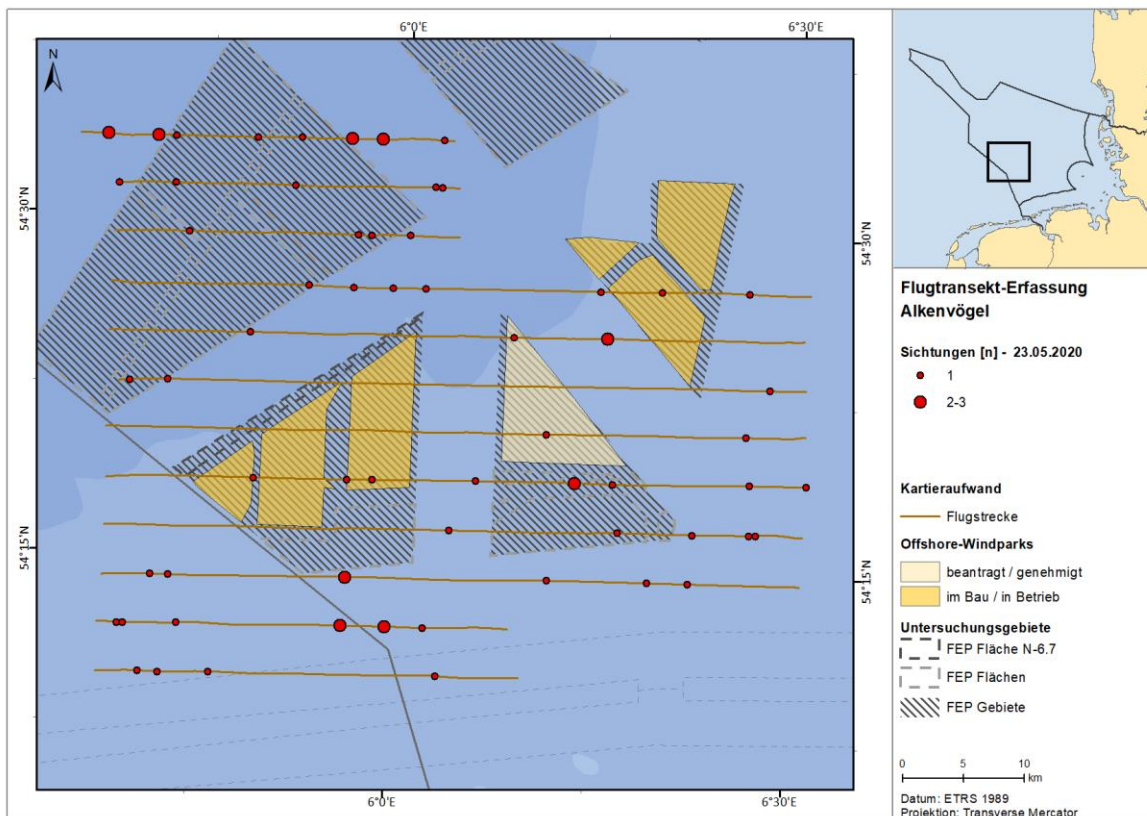 6°0'E
6°30'E
N
54°30'N
54°30'N
54°15'N
54°15'N
6°0'E
6°30'E
Flugtransekt-Erfassung
Alkenvögel
Sichtungen [n] - 23.05.2020
1
2-3
Kartieraufwand
Flugstrecke
Offshore-Windparks
beantragt / genehmigt
im Bau / in Betrieb
Untersuchungsgebiete
FEP Fläche N-6.7
FEP Flächen
FEP Gebiete
0 5 10
km
Datum: ETRS 1989
Projektion: Transverse Mercator